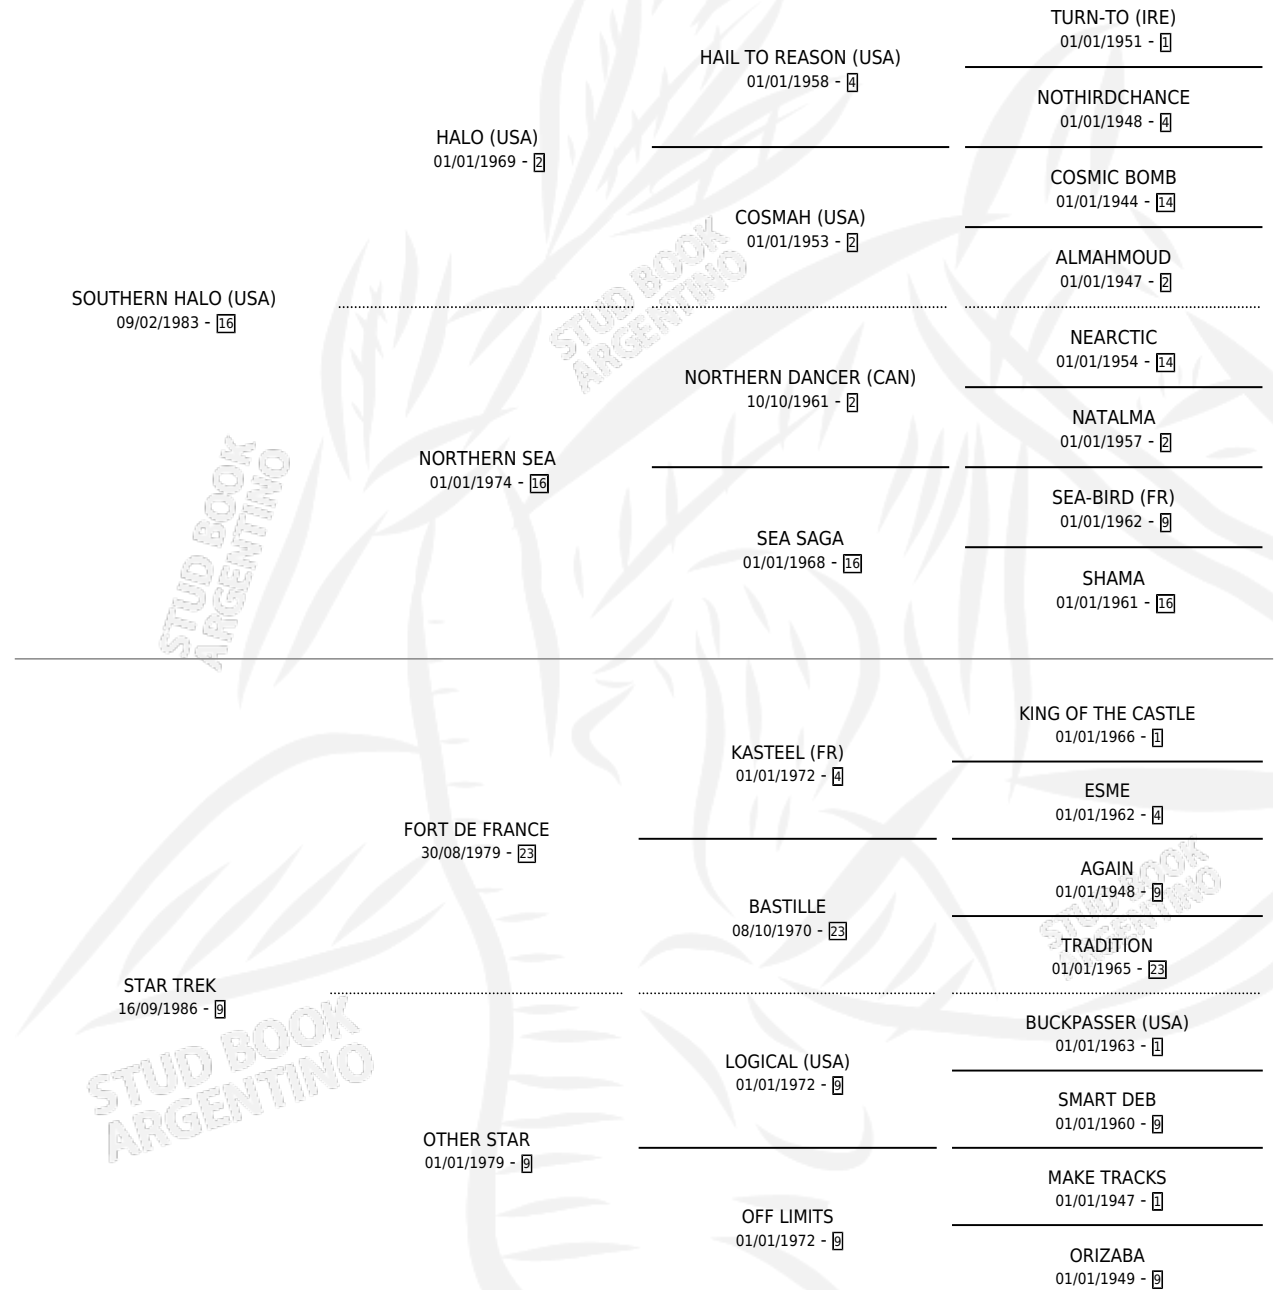 TURN-TO (IRE)
01/01/1951 - 1
HAIL TO REASON (USA)
01/01/1958 - 4
NOTHIRDCHANCE
01/01/1948 - 4
HALO (USA)
01/01/1969 - 2
COSMIC BOMB
01/01/1944 - 14
COSMAH (USA)
01/01/1953 - 2
ALMAHMOUD
01/01/1947 - 2
SOUTHERN HALO (USA)
09/02/1983 - 16
STUD BOOK
ARGENTINO
NEARCTIC
01/01/1954 - 14
NORTHERN DANCER (CAN)
10/10/1961 - 2
NATALMA
01/01/1957 - 2
NORTHERN SEA
01/01/1974 - 16
SEA-BIRD (FR)
01/01/1962 - 9
SEA SAGA
01/01/1968 - 16
SHAMA
01/01/1961 - 16
STUD BOOK
ARGENTINO
KING OF THE CASTLE
01/01/1966 - 1
KASTEEL (FR)
01/01/1972 - 4
ESME
01/01/1962 - 4
FORT DE FRANCE
30/08/1979 - 23
AGAIN
01/01/1948 - 9
BASTILLE
08/10/1970 - 23
STUD BOOK
ARGENTINO
TRADITION
01/01/1965 - 23
STAR TREK
16/09/1986 - 9
STUD BOOK
ARGENTINO
BUCKPASSER (USA)
01/01/1963 - 1
LOGICAL (USA)
01/01/1972 - 9
SMART DEB
01/01/1960 - 9
OTHER STAR
01/01/1979 - 9
MAKE TRACKS
01/01/1947 - 1
OFF LIMITS
01/01/1972 - 9
ORIZABA
01/01/1949 - 9